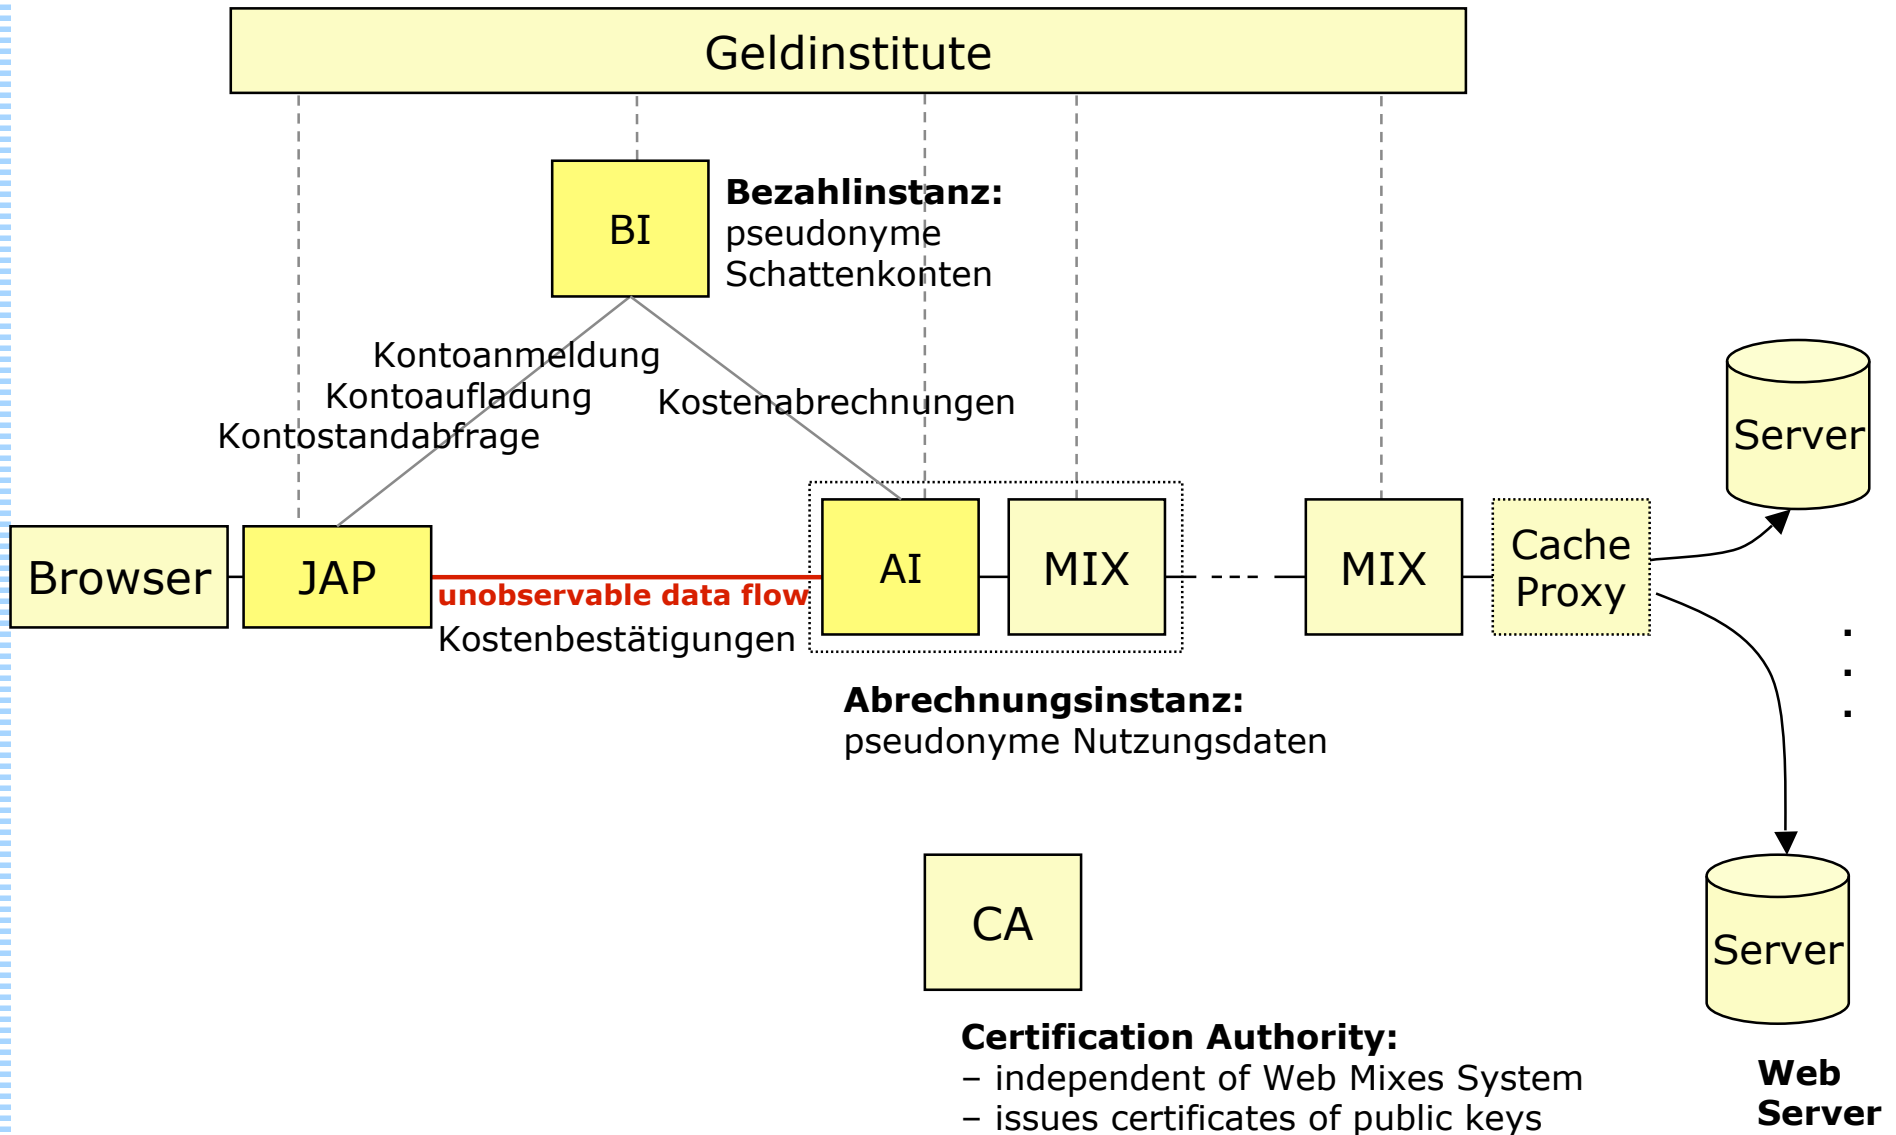 Geldinstitute
BI
Bezahlinstanz:
pseudonyme
Schattenkonten
Kontoanmeldung
Kontoaufladung
Kontostandabfrage
Kostenabrechnungen
Server
Browser
JAP
unobservable data flow
Kostenbestätigungen
AI
MIX
MIX
Cache
Proxy
.
.
.
Abrechnungsinstanz:
pseudonyme Nutzungsdaten
CA
Server
Certification Authority:
– independent of Web Mixes System
– issues certificates of public keys
Web
Server